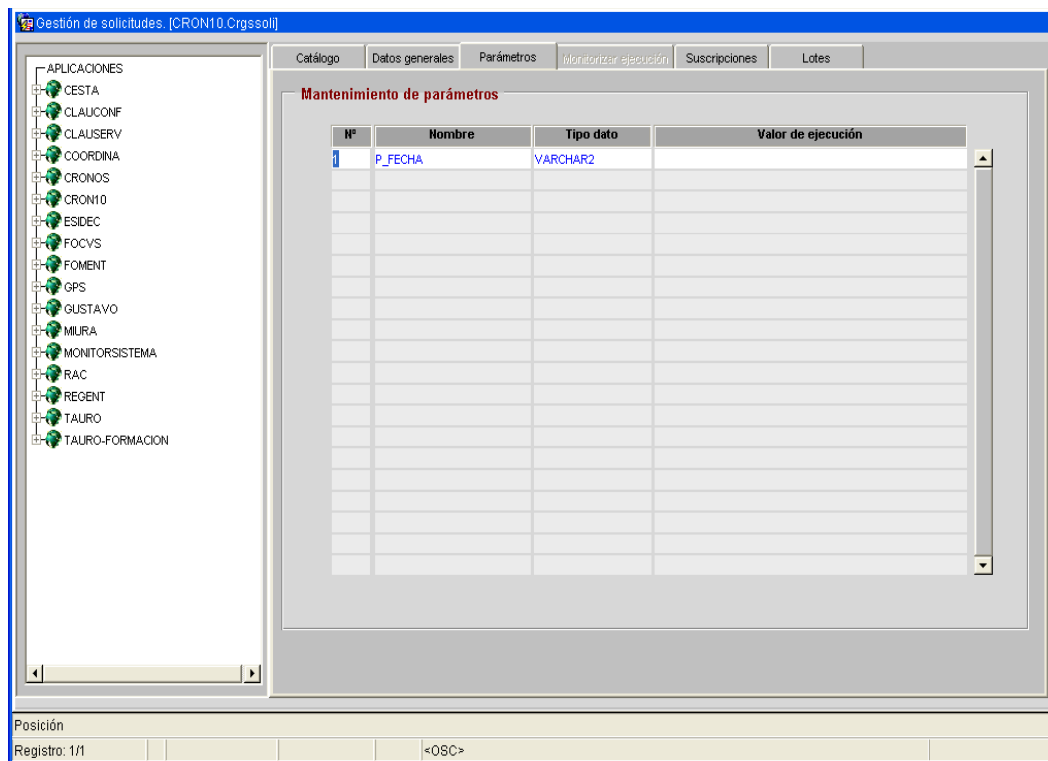 Gestión de solicitudes. [CRON10.Crgssoli]
APLICACIONES
CESTA
CLAUCONF
CLAUSERV
COORDINA
CRONOS
CRON10
ESIDEC
FOCVS
FOMENT
GPS
GUSTAVO
MIURA
MONITORSISTEMA
RAC
REGENT
TAURO
TAURO-FORMACION
Catálogo Datos generales Parámetros Monitorizar ejecución Suscripciones Lotes
Mantenimiento de parámetros
Nº Nombre Tipo dato Valor de ejecución
1 P_FECHA VARCHAR2
Posición
Registro: 1/1 <OSC>